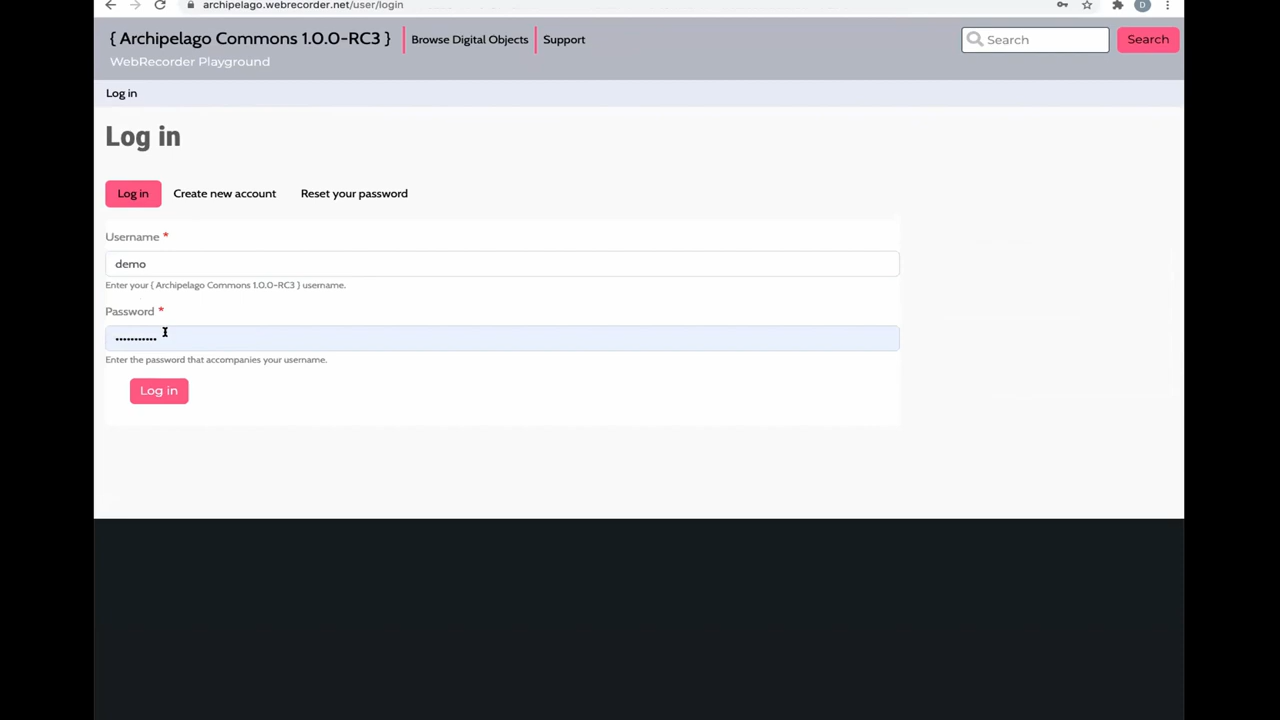 archipelago.webrecorder.net/user/login
D
{ Archipelago Commons 1.0.0-RC3 }
Browse Digital Objects
Support
Search
Search
WebRecorder Playground
Log in
Log in
Log in
Create new account
Reset your password
Username *
demo
Enter your { Archipelago Commons 1.0.0-RC3 } username.
Password *
•••••••••••
Enter the password that accompanies your username.
Log in